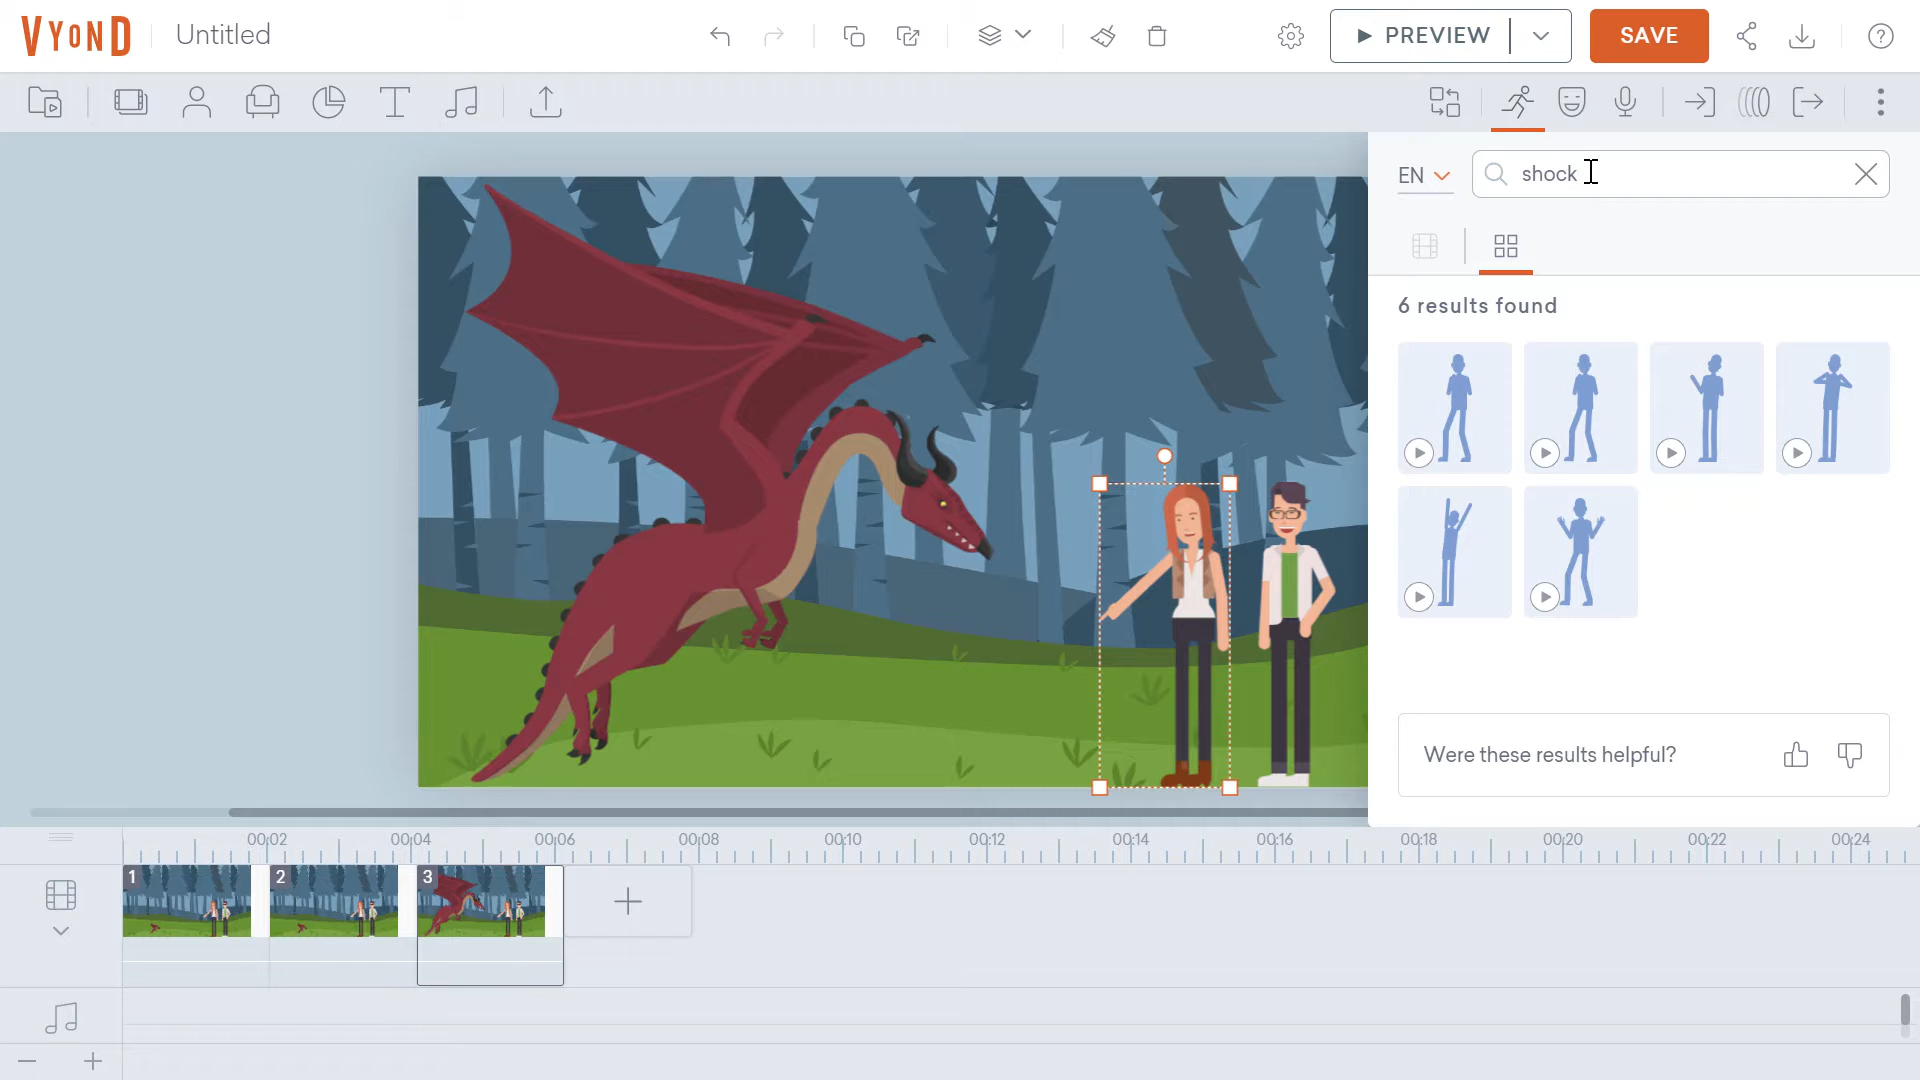 VYOND
Untitled
PREVIEW
SAVE
EN
shock
6 results found
Were these results helpful?
00:02 00:04 00:06 00:08 00:10 00:12 00:14 00:16 00:18 00:20 00:22 00:24
1 2 3